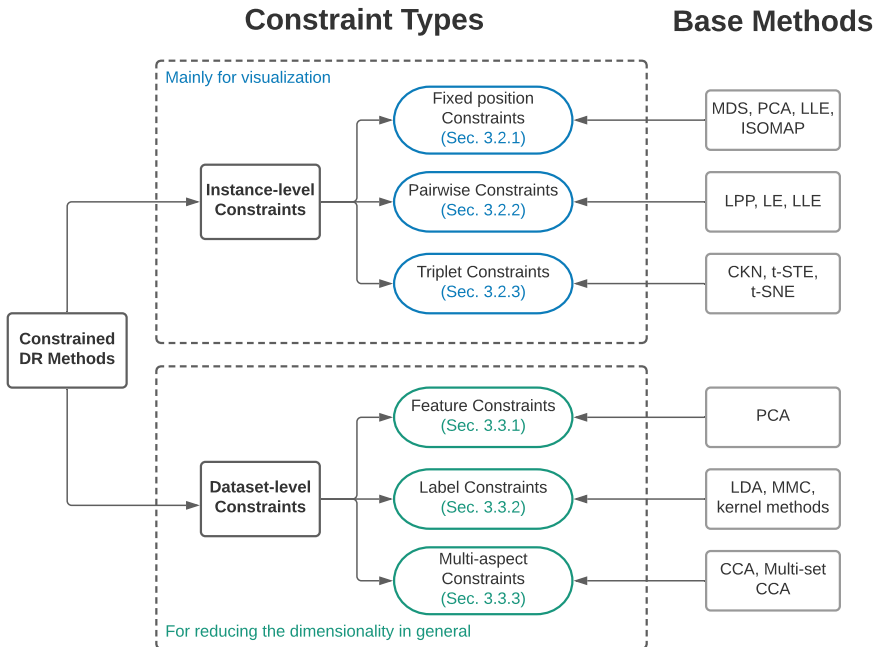 Constraint Types
Base Methods
Mainly for visualization
Fixed position
Constraints
(Sec. 3.2.1)
MDS, PCA, LLE,
ISOMAP
Instance-level
Constraints
Pairwise Constraints
(Sec. 3.2.2)
LPP, LE, LLE
Triplet Constraints
(Sec. 3.2.3)
CKN, t-STE,
t-SNE
Constrained
DR Methods
Feature Constraints
(Sec. 3.3.1)
PCA
Dataset-level
Constraints
Label Constraints
(Sec. 3.3.2)
LDA, MMC,
kernel methods
Multi-aspect
Constraints
(Sec. 3.3.3)
CCA, Multi-set
CCA
For reducing the dimensionality in general